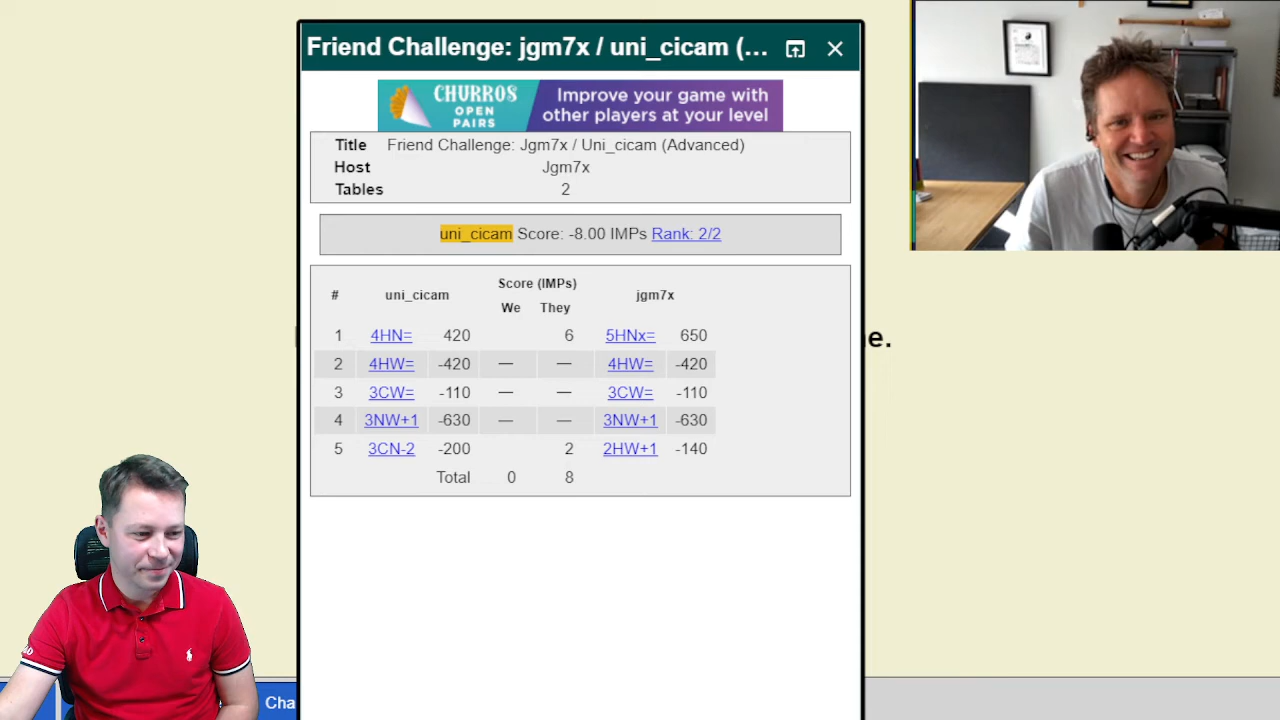 Friend Challenge: jgm7x / uni_cicam (...
CHURROS
OPEN
PAIRS
Improve your game with
other players at your level
Title Friend Challenge: Jgm7x / Uni_cicam (Advanced)
Host Jgm7x
Tables 2
uni_cicam Score: -8.00 IMPs Rank: 2/2
# uni_cicam Score (IMPs) jgm7x
We They
1 4HN= 420 6 5HNx= 650
2 4HW= -420 — — 4HW= -420
3 3CW= -110 — — 3CW= -110
4 3NW+1 -630 — — 3NW+1 -630
5 3CN-2 -200 2 2HW+1 -140
Total 0 8
e.
Cha